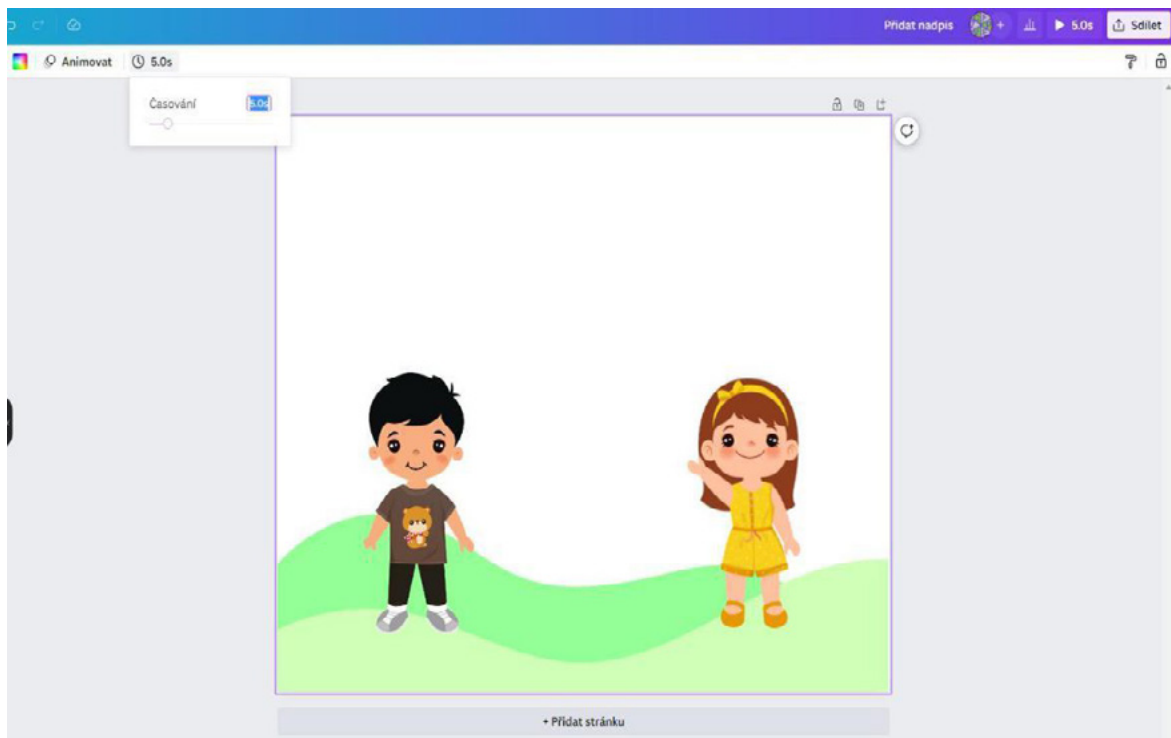 Přidat nadpis
5.0s
Sdílet
Animovat
5.0s
Časování
5.0s
+ Přidat stránku